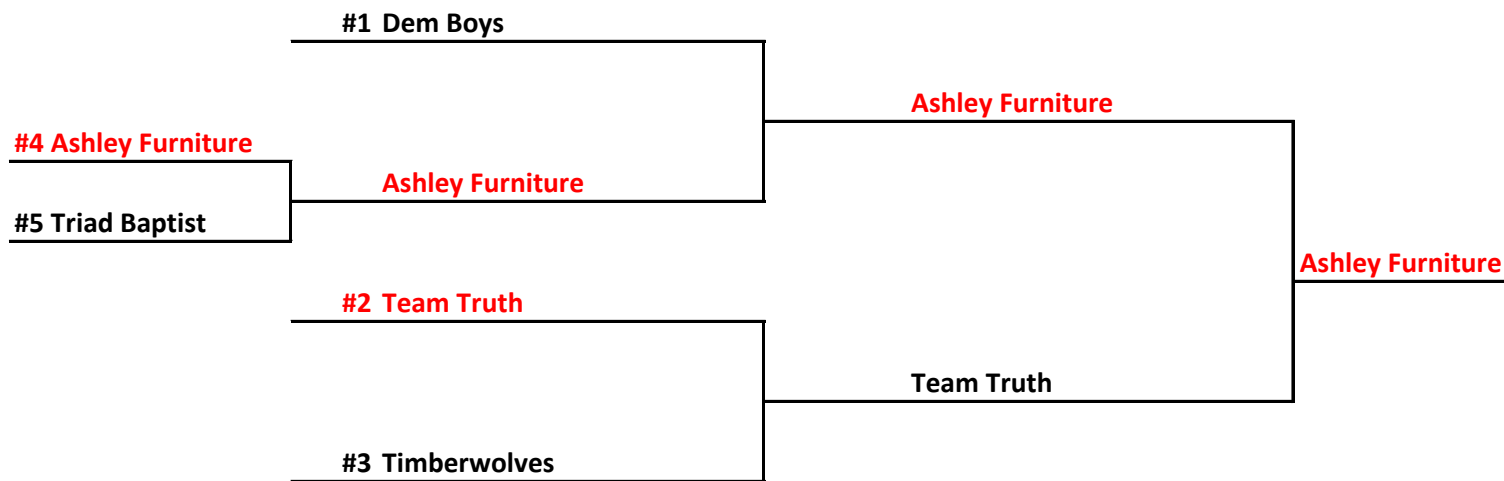 #1 Dem Boys
Ashley Furniture
#4 Ashley Furniture
Ashley Furniture
#5 Triad Baptist
Ashley Furniture
#2 Team Truth
Team Truth
#3 Timberwolves